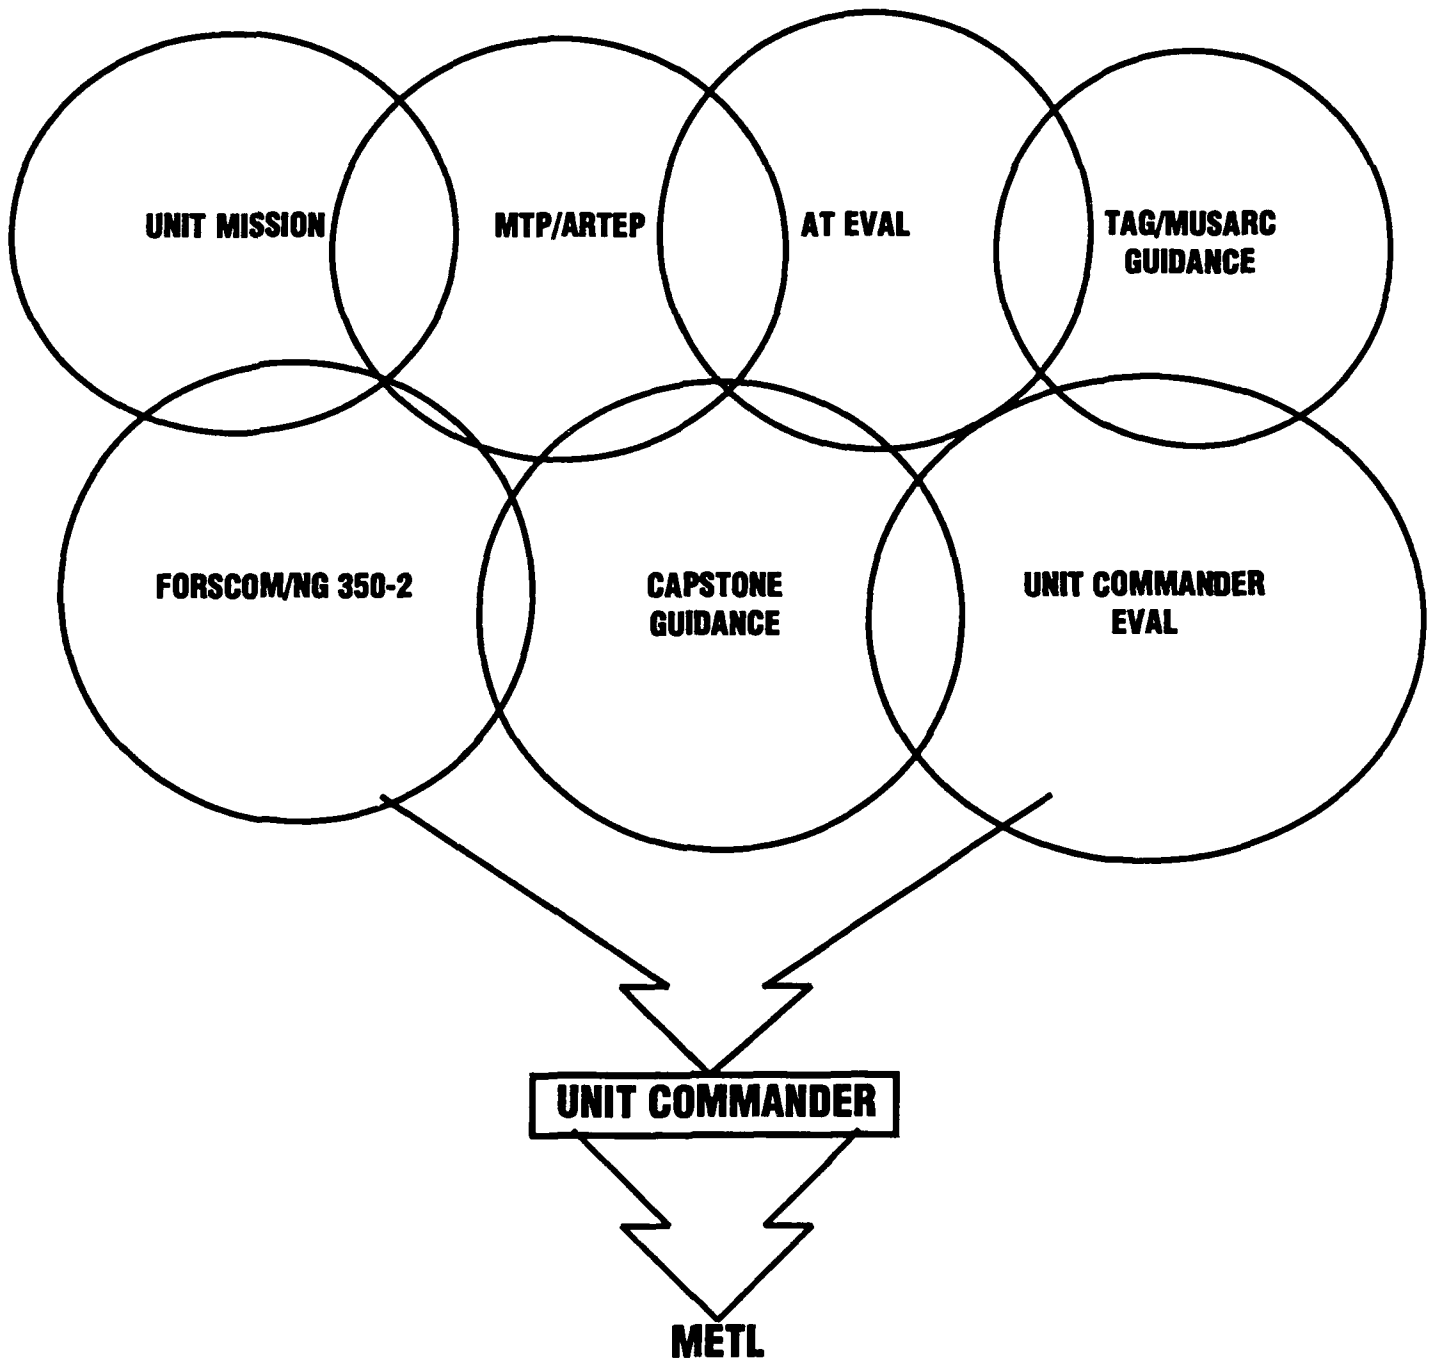 UNIT MISSION
MTP/ARTEP
AT EVAL
TAG/MUSARC
GUIDANCE
FORSCOM/NG 350-2
CAPSTONE
GUIDANCE
UNIT COMMANDER
EVAL
UNIT COMMANDER
METL